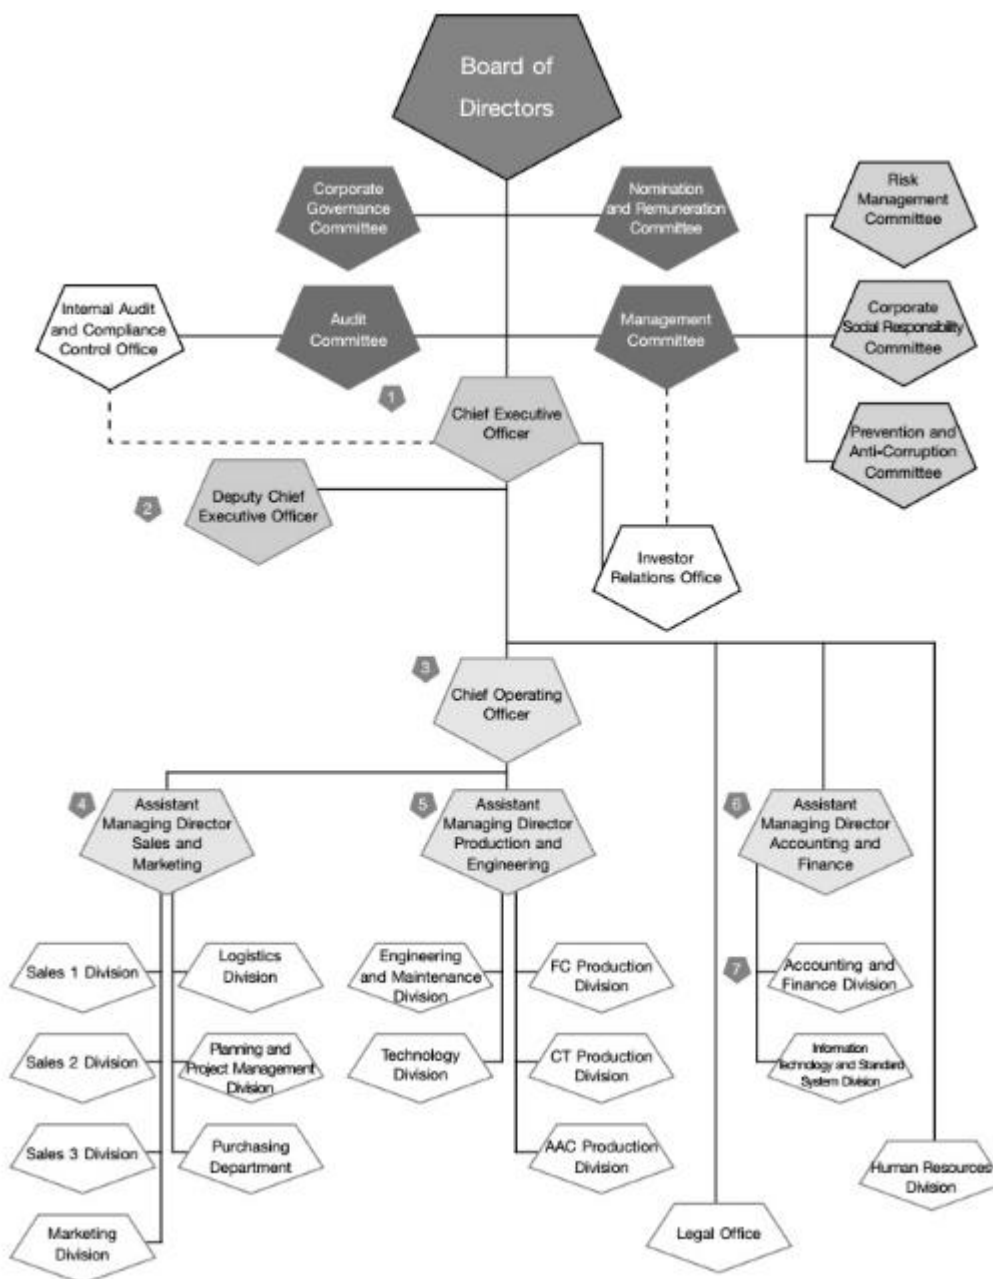 Board of
Directors
Corporate
Governance
Committee
Nomination
and Remuneration
Committee
Risk
Management
Committee
Internal Audit
and Compliance
Control Office
Audit
Committee
Management
Committee
Corporate
Social Responsibility
Committee
1
Chief Executive
Officer
Prevention and
Anti-Corruption
Committee
2
Deputy Chief
Executive Officer
Investor
Relations Office
3
Chief Operating
Officer
4
Assistant
Managing Director
Sales and
Marketing
5
Assistant
Managing Director
Production and
Engineering
6
Assistant
Managing Director
Accounting and
Finance
Sales 1 Division
Logistics
Division
Engineering
and Maintenance
Division
FC Production
Division
7
Accounting and
Finance Division
Sales 2 Division
Planning and
Project Management
Division
Technology
Division
CT Production
Division
Information
Technology and Standard
System Division
Sales 3 Division
Purchasing
Department
AAC Production
Division
Human Resources
Division
Marketing
Division
Legal Office